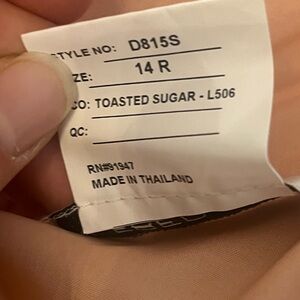 STYLE NO: D815S
ZE: 14 R
CO: TOASTED SUGAR - L506
QC:
RN#91947
MADE IN THAILAND